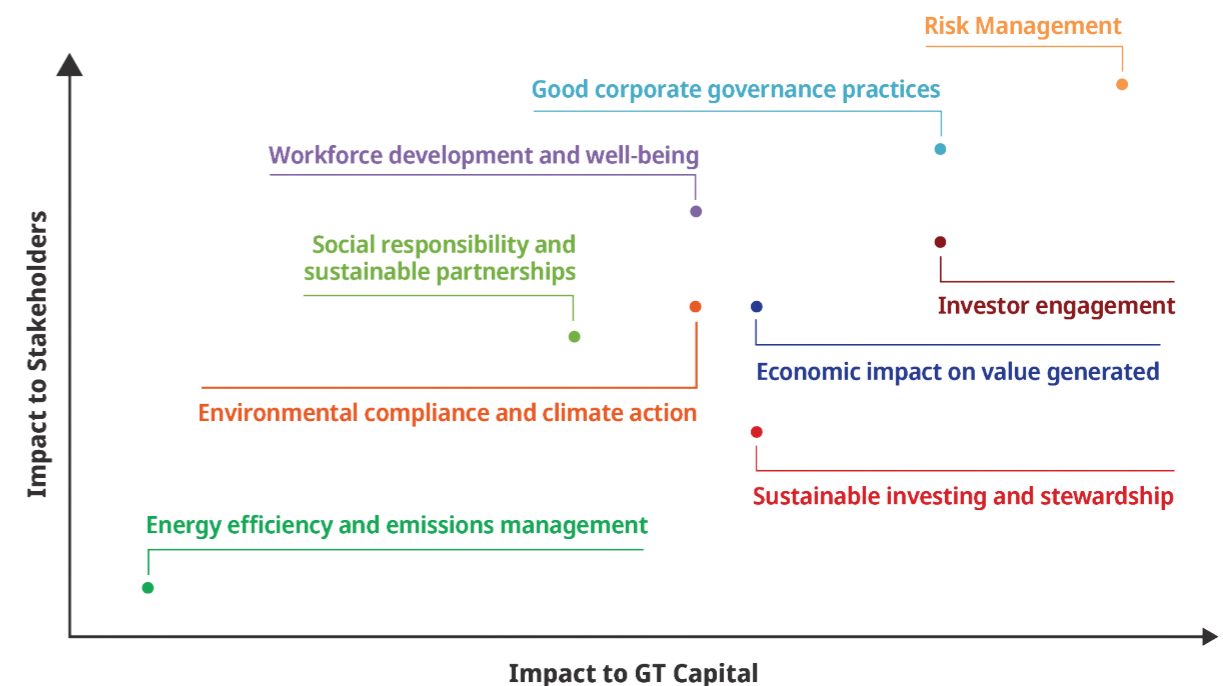 Risk Management
Good corporate governance practices
Workforce development and well-being
Social responsibility and
sustainable partnerships
Investor engagement
Economic impact on value generated
Environmental compliance and climate action
Sustainable investing and stewardship
Energy efficiency and emissions management
Impact to Stakeholders
Impact to GT Capital